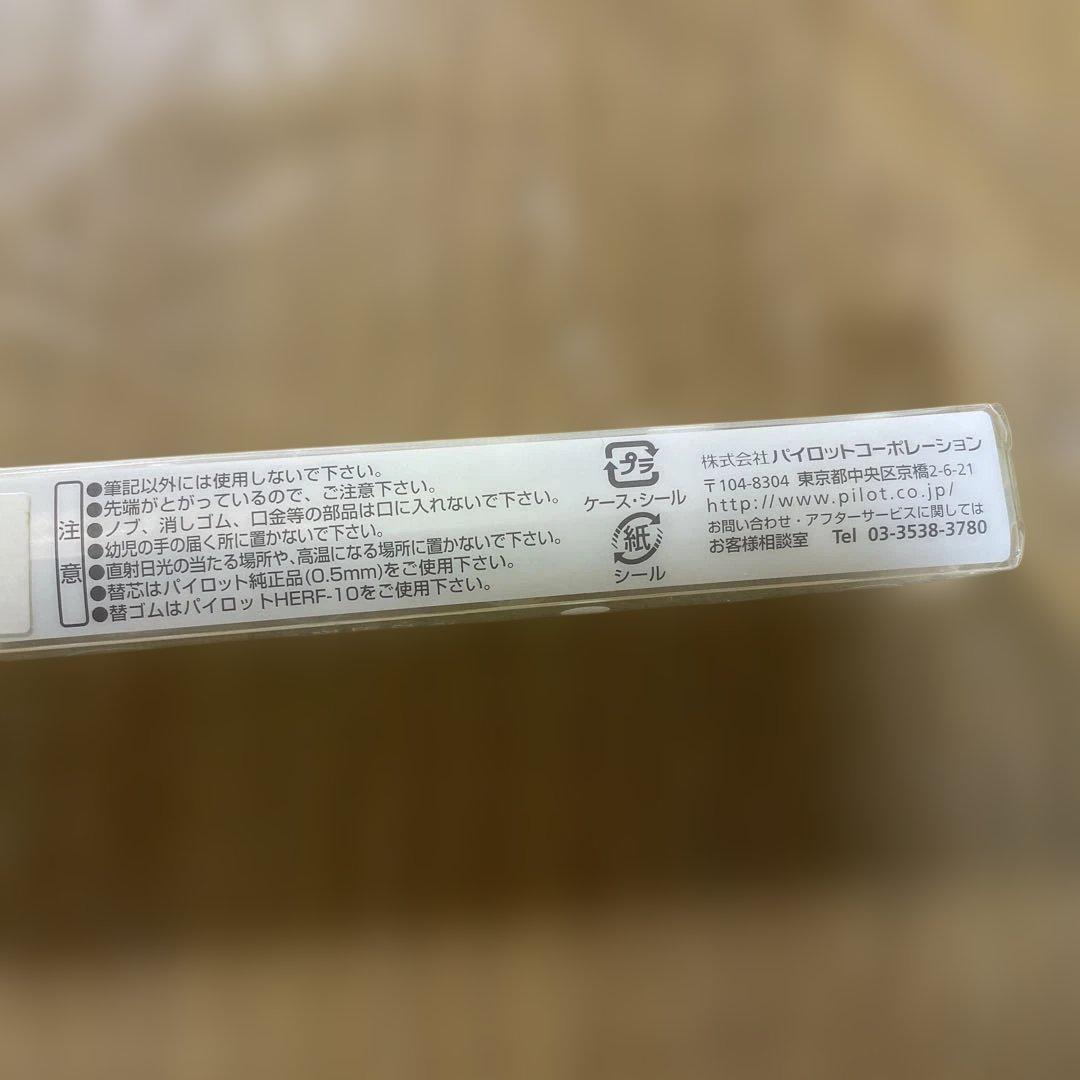 注意
●筆記以外には使用しないで下さい。
●先端がとがっているので、ご注意下さい。
●ノブ、消しゴム、口金等の部品は口に入れないで下さい。
●幼児の手の届く所に置かないで下さい。
●直射日光の当たる場所や、高温になる場所に置かないで下さい。
●替芯はパイロット純正品(0.5mm)をご使用下さい。
●替ゴムはパイロットHERF-10をご使用下さい。
プラ
ケース・シール
紙
シール
株式会社パイロットコーポレーション
〒104-8304 東京都中央区京橋2-6-21
http://www.pilot.co.jp/
お問い合わせ・アフターサービスに関しては
お客様相談室 Tel 03-3538-3780